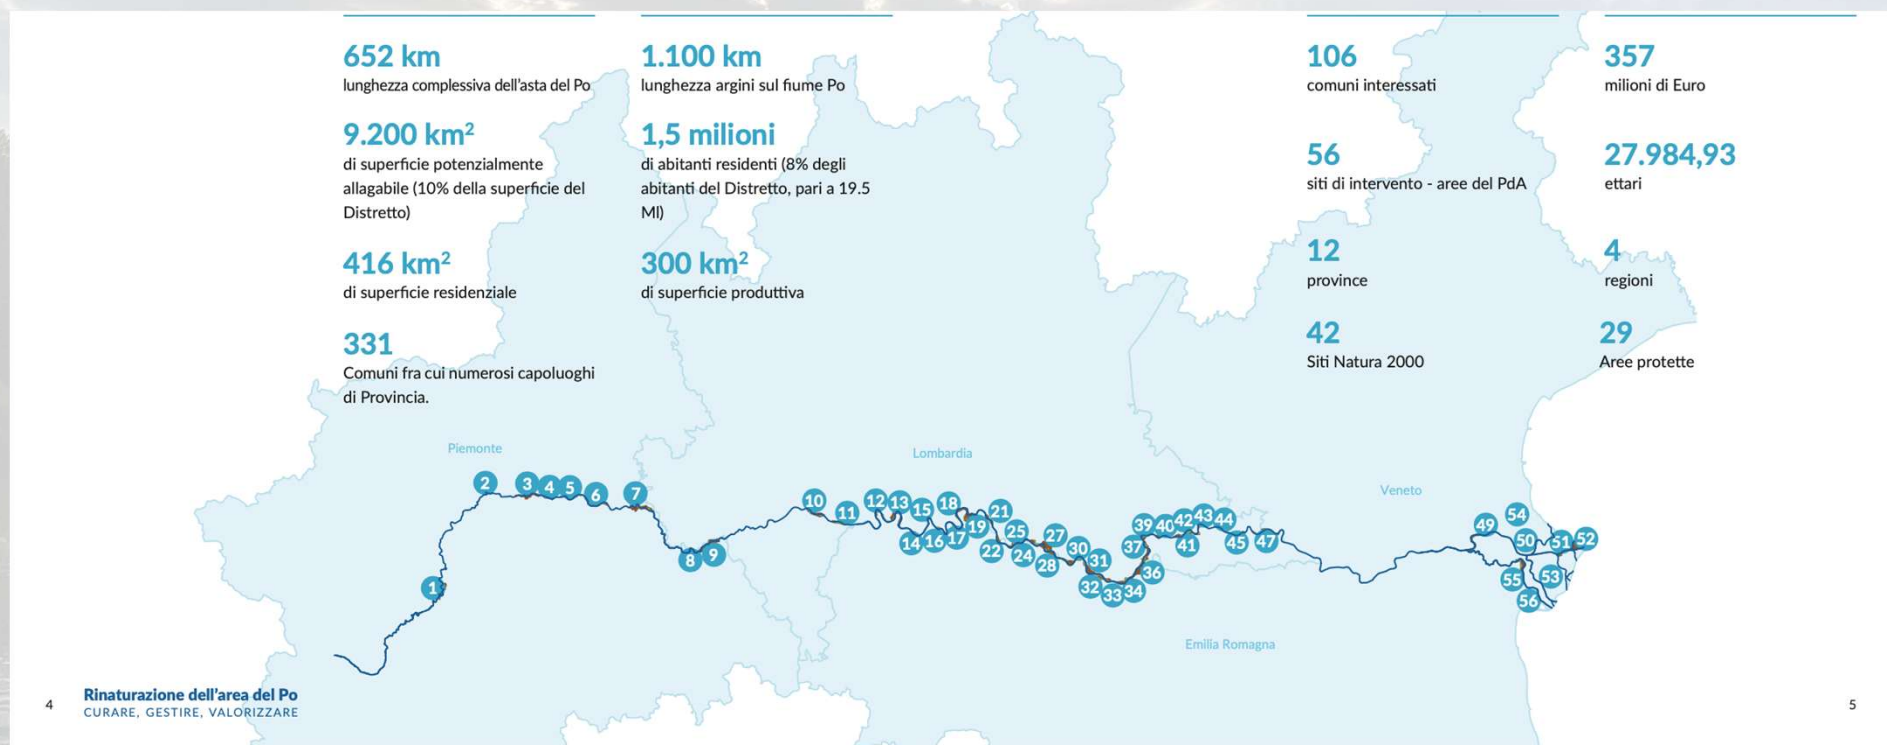 652 km
lunghezza complessiva dell'asta del Po
9.200 km²
di superficie potenzialmente
allagabile (10% della superficie del
Distretto)
416 km²
di superficie residenziale
331
Comuni fra cui numerosi capoluoghi
di Provincia.
1.100 km
lunghezza argini sul fiume Po
1,5 milioni
di abitanti residenti (8% degli
abitanti del Distretto, pari a 19.5
Ml)
300 km²
di superficie produttiva
106
comuni interessati
56
siti di intervento - aree del PdA
12
province
42
Siti Natura 2000
357
milioni di Euro
27.984,93
ettari
4
regioni
29
Aree protette
Piemonte
Lombardia
Veneto
Emilia Romagna
1
2
3
4
5
6
7
8
9
10
11
12
13
14
15
16
17
18
19
21
22
24
25
27
28
30
31
32
33
34
36
37
39
40
41
42
43
44
45
47
49
50
51
52
53
54
55
56
4
Rinaturazione dell'area del Po
CURARE, GESTIRE, VALORIZZARE
5